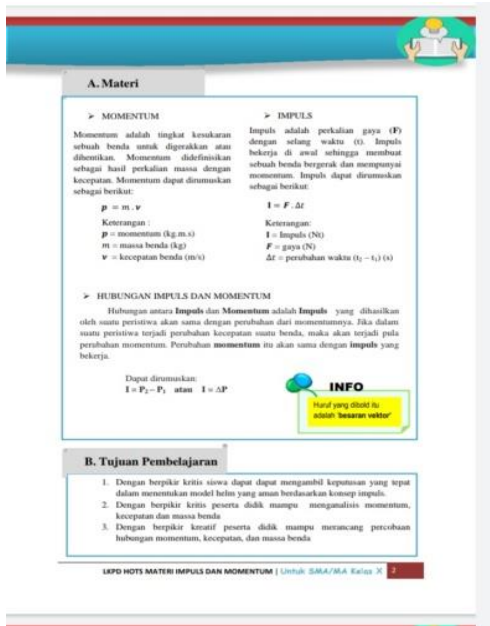 A. Materi
➢ MOMENTUM
Momentum adalah tingkat kesukaran
sebuah benda untuk digerakkan atau
dihentikan. Momentum didefinisikan
sebagai hasil perkalian massa dengan
kecepatan. Momentum dapat dirumuskan
sebagai berikut:
p = m . v
Keterangan :
p = momentum (kg.m.s)
m = massa benda (kg)
v = kecepatan benda (m/s)
➢ IMPULS
Impuls adalah perkalian gaya (F)
dengan selang waktu (t). Impuls
bekerja di awal sehingga membuat
sebuah benda bergerak dan mempunyai
momentum. Impuls dapat dirumuskan
sebagai berikut:
I = F . Δt
Keterangan:
I = Impuls (Nt)
F = gaya (N)
Δt = perubahan waktu (t₂ – t₁) (s)
➢ HUBUNGAN IMPULS DAN MOMENTUM
Hubungan antara Impuls dan Momentum adalah Impuls yang dihasilkan
oleh suatu peristiwa akan sama dengan perubahan dari momentumnya. Jika dalam
suatu peristiwa terjadi perubahan kecepatan suatu benda, maka akan terjadi pula
perubahan momentum. Perubahan momentum itu akan sama dengan impuls yang
bekerja.
Dapat dirumuskan:
I = P₂ – P₁ atau I = ΔP
INFO
Huruf yang dibold itu
adalah 'besaran vektor'
B. Tujuan Pembelajaran
1. Dengan berpikir kritis siswa dapat dapat mengambil keputusan yang tepat
dalam menentukan model helm yang aman berdasarkan konsep impuls.
2. Dengan berpikir kritis peserta didik mampu menganalisis momentum,
kecepatan dan massa benda
3. Dengan berpikir kreatif peserta didik mampu merancang percobaan
hubungan momentum, kecepatan, dan massa benda
LKPD HOTS MATERI IMPULS DAN MOMENTUM | Untuk SMA/MA Kelas X 2